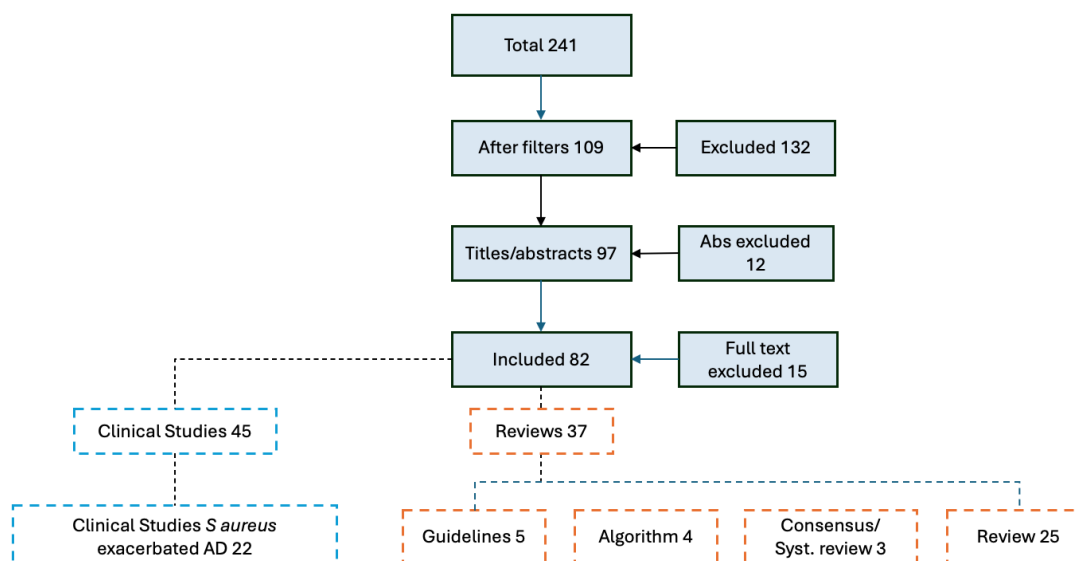 Total 241
After filters 109
Excluded 132
Titles/abstracts 97
Abs excluded
12
Included 82
Full text
excluded 15
Clinical Studies 45
Reviews 37
Clinical Studies S aureus
exacerbated AD 22
Guidelines 5
Algorithm 4
Consensus/
Syst. review 3
Review 25